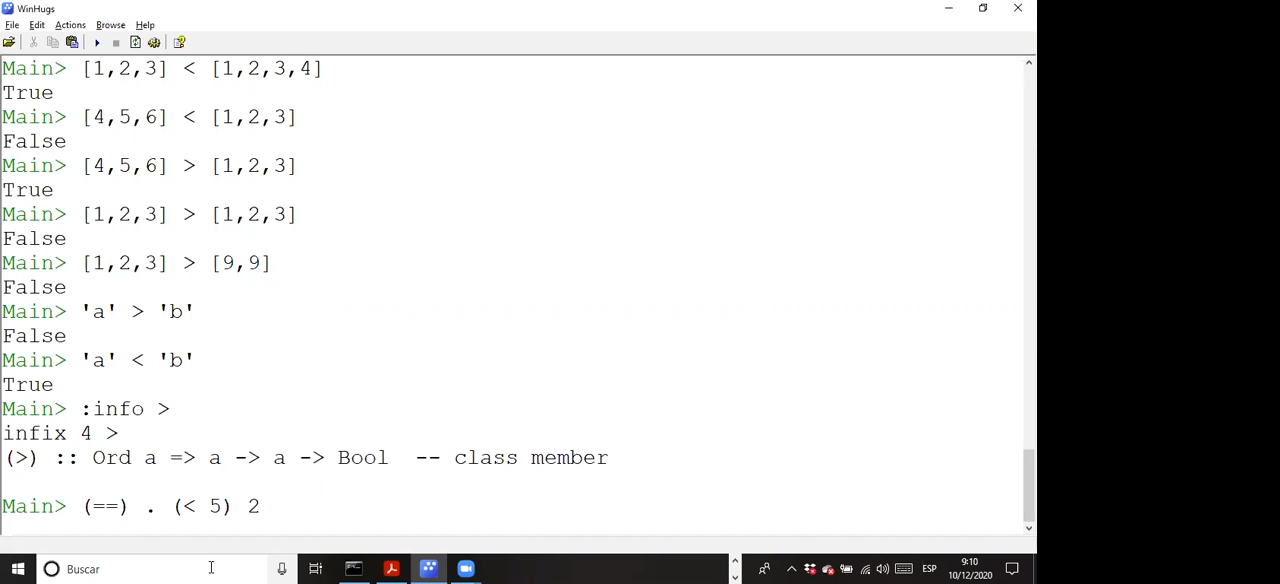 WinHugs
File Edit Actions Browse Help
Main> [1,2,3] < [1,2,3,4]
True
Main> [4,5,6] < [1,2,3]
False
Main> [4,5,6] > [1,2,3]
True
Main> [1,2,3] > [1,2,3]
False
Main> [1,2,3] > [9,9]
False
Main> 'a' > 'b'
False
Main> 'a' < 'b'
True
Main> :info >
infix 4 >
(>) :: Ord a => a -> a -> Bool  -- class member
Main> (==) . (< 5) 2
Buscar
ESP
9:10
10/12/2020